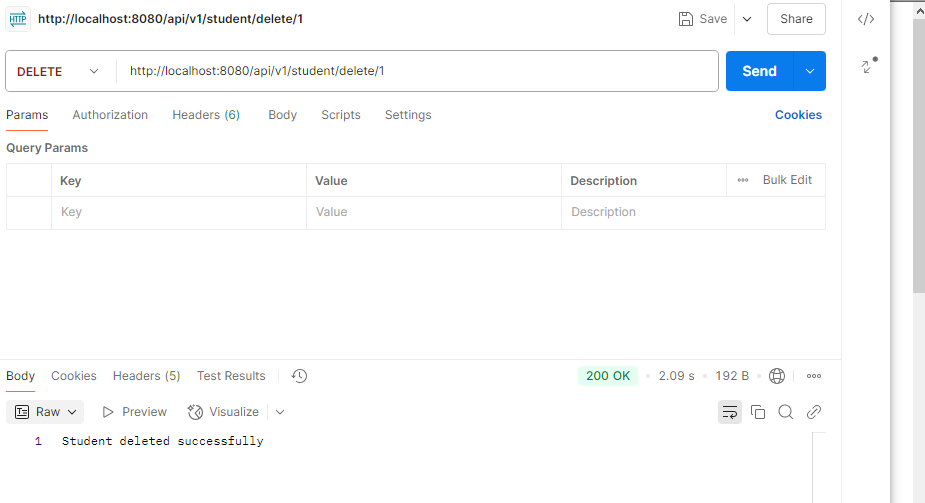 HTTP http://localhost:8080/api/v1/student/delete/1 Save Share
DELETE http://localhost:8080/api/v1/student/delete/1 Send
Params Authorization Headers (6) Body Scripts Settings Cookies
Query Params
Key Value Description Bulk Edit
Key Value Description
Body Cookies Headers (5) Test Results 200 OK 2.09 s 192 B
Raw Preview Visualize
1 Student deleted successfully